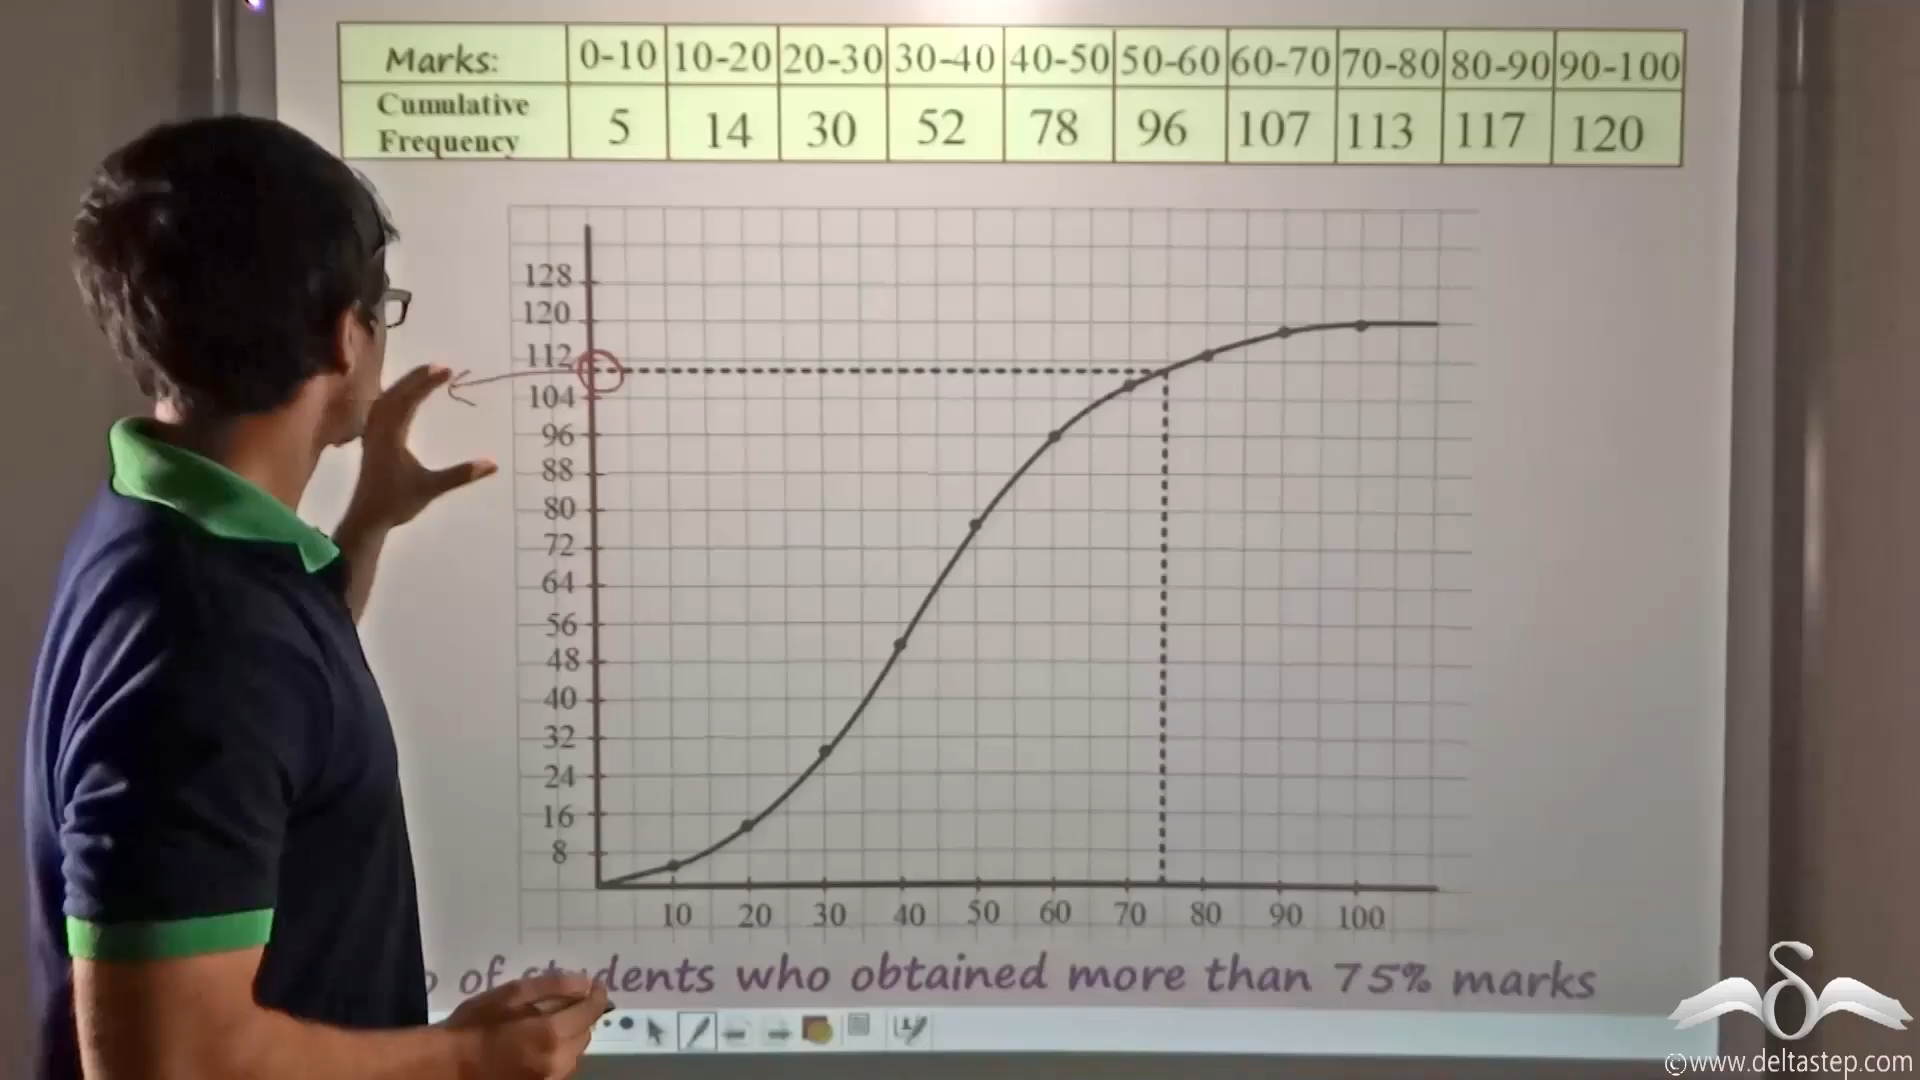 Marks: 0-10 10-20 20-30 30-40 40-50 50-60 60-70 70-80 80-90 90-100
Cumulative
Frequency 5 14 30 52 78 96 107 113 117 120
128
120
112
104
96
88
80
72
64
56
48
40
32
24
16
8
10 20 30 40 50 60 70 80 90 100
of students who obtained more than 75% marks
©www.deltastep.com